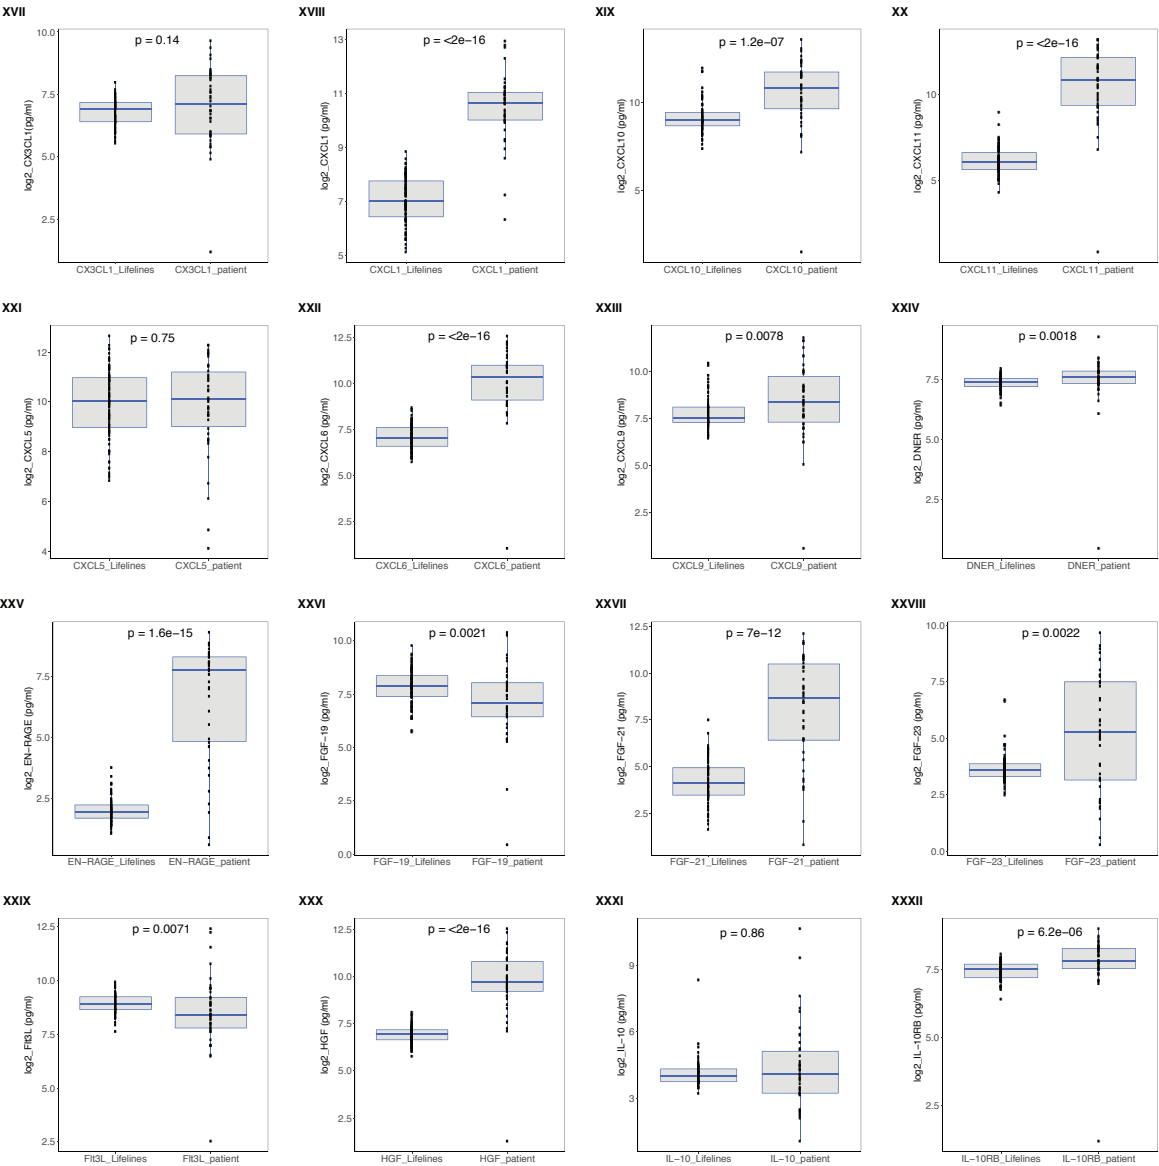 XVII
p = 0.14
log2_CX3CL1(pg/ml)
10.0
7.5
5.0
2.5
CX3CL1_Lifelines CX3CL1_patient
XVIII
p = <2e−16
log2_CXCL1 (pg/ml)
13
11
9
7
5
CXCL1_Lifelines CXCL1_patient
XIX
p = 1.2e−07
log2_CXCL10 (pg/ml)
10
5
CXCL10_Lifelines CXCL10_patient
XX
p = <2e−16
log2_CXCL11 (pg/ml)
10
5
CXCL11_Lifelines CXCL11_patient
XXI
p = 0.75
log2_CXCL5 (pg/ml)
12
10
8
6
4
CXCL5_Lifelines CXCL5_patient
XXII
p = <2e−16
log2_CXCL6 (pg/ml)
12.5
10.0
7.5
5.0
2.5
CXCL6_Lifelines CXCL6_patient
XXIII
p = 0.0078
log2_CXCL9 (pg/ml)
10.0
7.5
5.0
2.5
CXCL9_Lifelines CXCL9_patient
XXIV
p = 0.0018
log2_DNER (pg/ml)
7.5
5.0
2.5
DNER_Lifelines DNER_patient
XXV
p = 1.6e−15
log2_EN−RAGE (pg/ml)
7.5
5.0
2.5
EN−RAGE_Lifelines EN−RAGE_patient
XXVI
p = 0.0021
log2_FGF−19 (pg/ml)
10.0
7.5
5.0
2.5
0.0
FGF−19_Lifelines FGF−19_patient
XXVII
p = 7e−12
log2_FGF−21 (pg/ml)
12.5
10.0
7.5
5.0
2.5
FGF−21_Lifelines FGF−21_patient
XXVIII
p = 0.0022
log2_FGF−23 (pg/ml)
10.0
7.5
5.0
2.5
0.0
FGF−23_Lifelines FGF−23_patient
XXIX
p = 0.0071
log2_Flt3L (pg/ml)
12.5
10.0
7.5
5.0
2.5
Flt3L_Lifelines Flt3L_patient
XXX
p = <2e−16
log2_HGF (pg/ml)
12.5
10.0
7.5
5.0
2.5
HGF_Lifelines HGF_patient
XXXI
p = 0.86
log2_IL−10 (pg/ml)
9
6
3
IL−10_Lifelines IL−10_patient
XXXII
p = 6.2e−06
log2_IL−10RB (pg/ml)
7.5
5.0
2.5
IL−10RB_Lifelines IL−10RB_patient